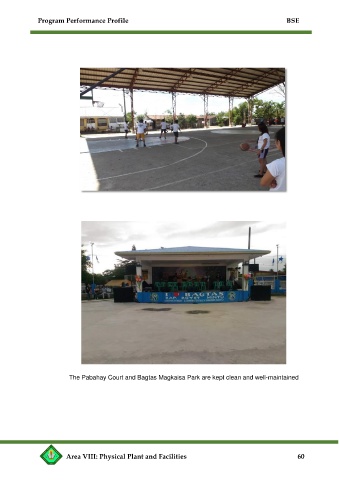 Program Performance Profile BSE
I BAGTAS
The Pabahay Court and Bagtas Magkaisa Park are kept clean and well-maintained
Area VIII: Physical Plant and Facilities 60